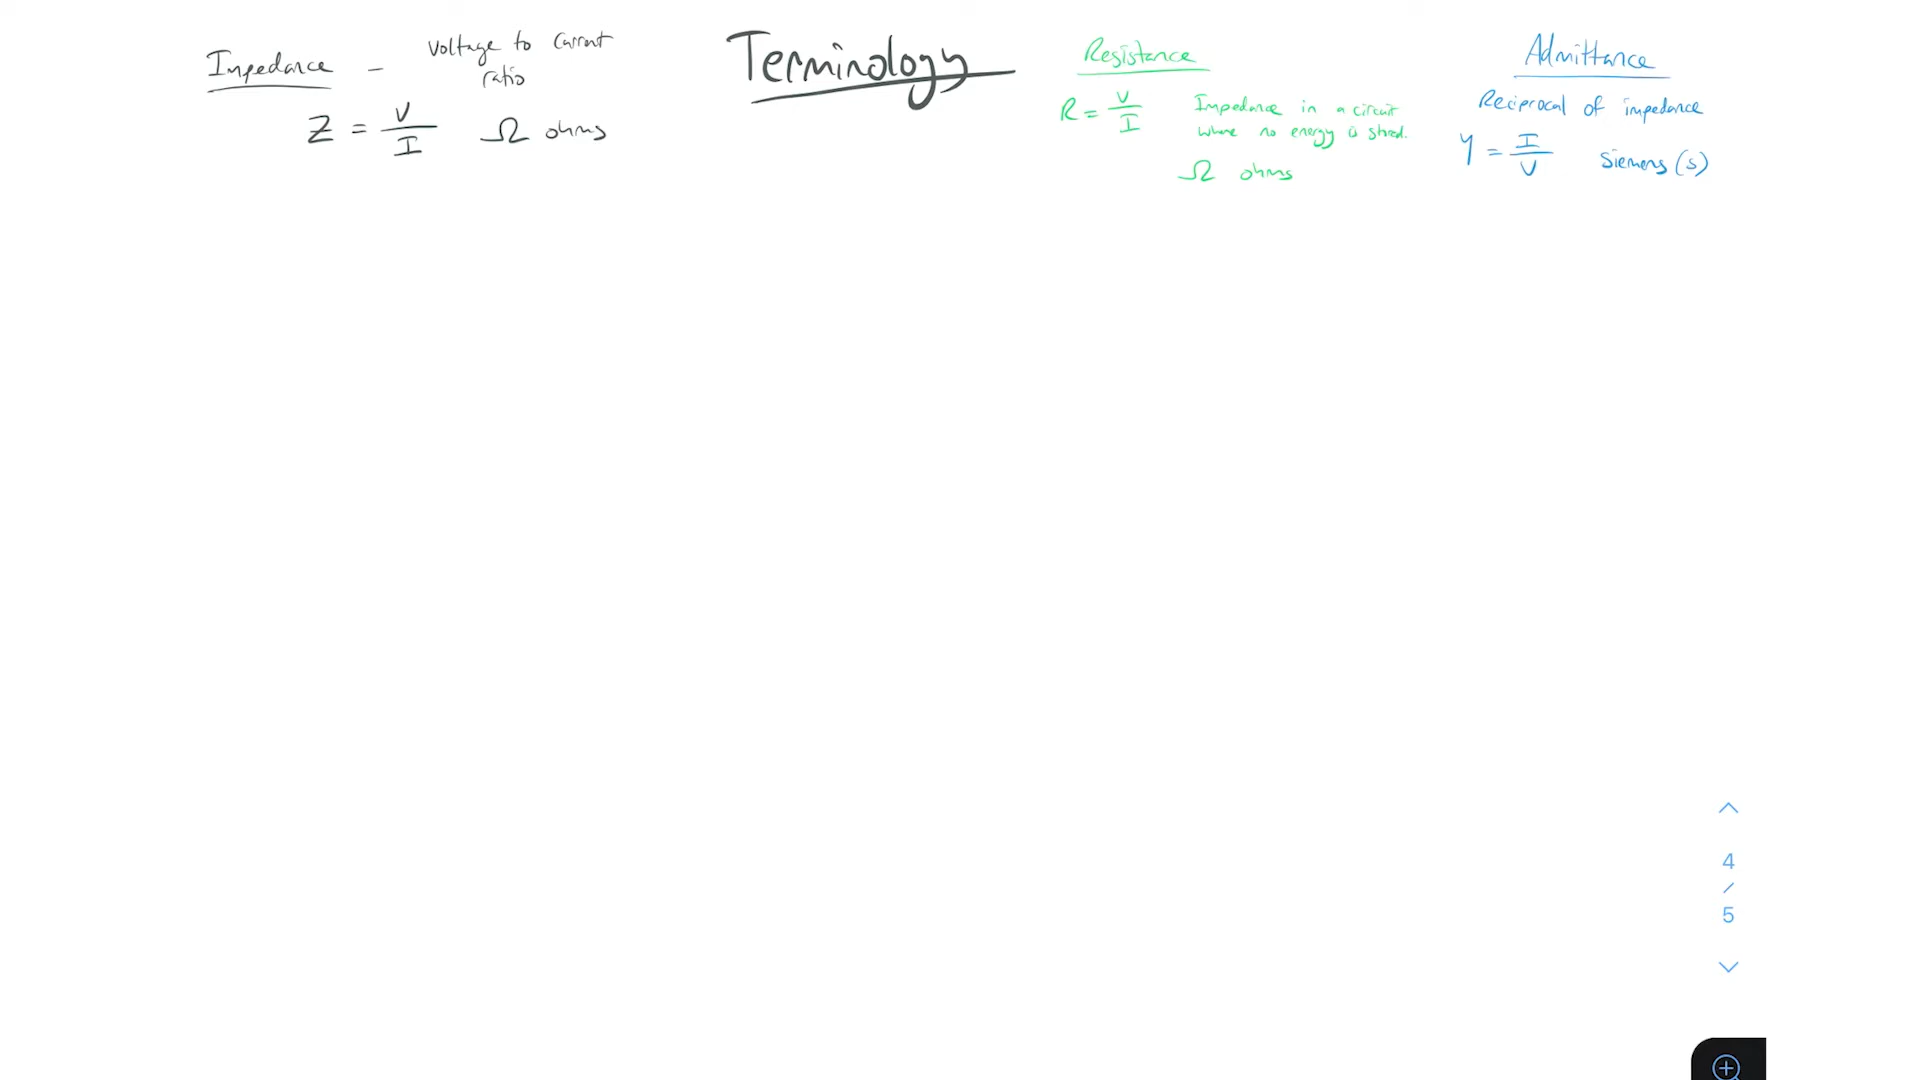 Terminology
Impedance - Voltage to Current
ratio
Z = V/I Ω ohms
Resistance
R = V/I Impedance in a circuit
where no energy is stored.
Ω ohms
Admittance
Reciprocal of impedance
Y = I/V Siemens (s)
4
/
5